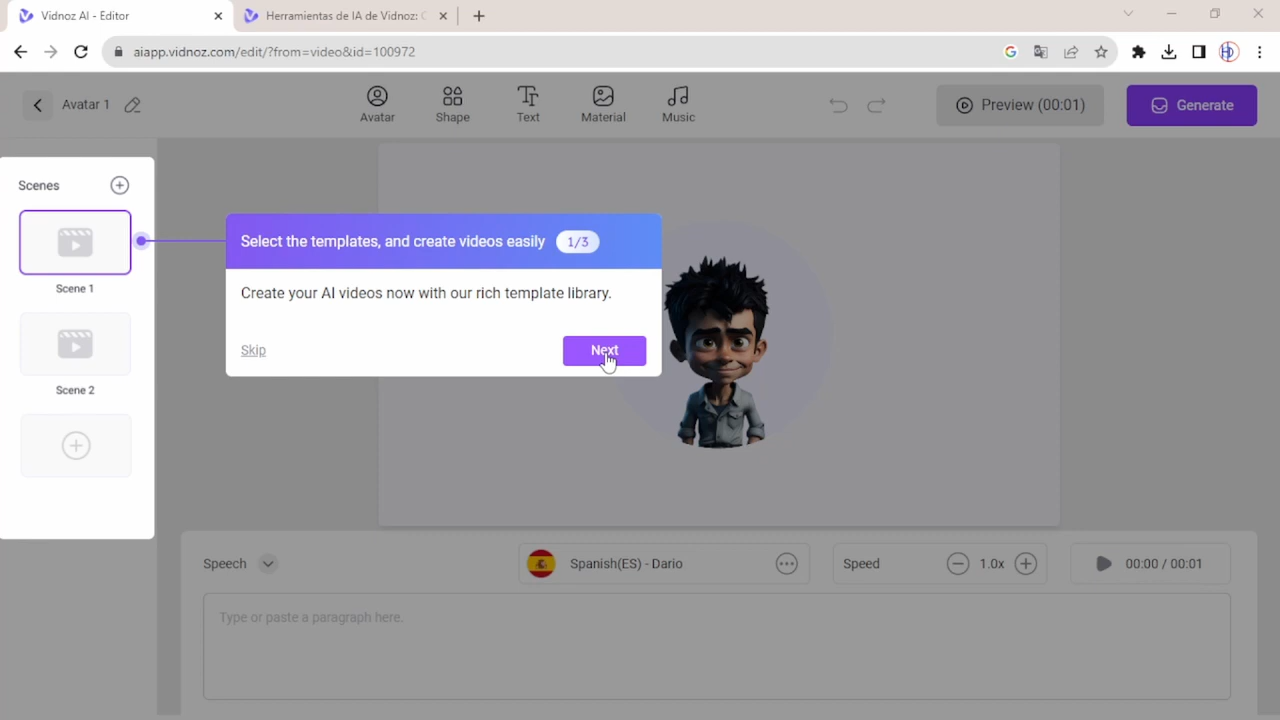 Vidnoz AI - Editor
Herramientas de IA de Vidnoz:
aiapp.vidnoz.com/edit/?from=video&id=100972
Avatar 1
Avatar
Shape
Text
Material
Music
Preview (00:01)
Generate
Scenes
Scene 1
Scene 2
Select the templates, and create videos easily 1/3
Create your AI videos now with our rich template library.
Skip
Next
Speech
Spanish(ES) - Dario
Speed
1.0x
00:00 / 00:01
Type or paste a paragraph here.